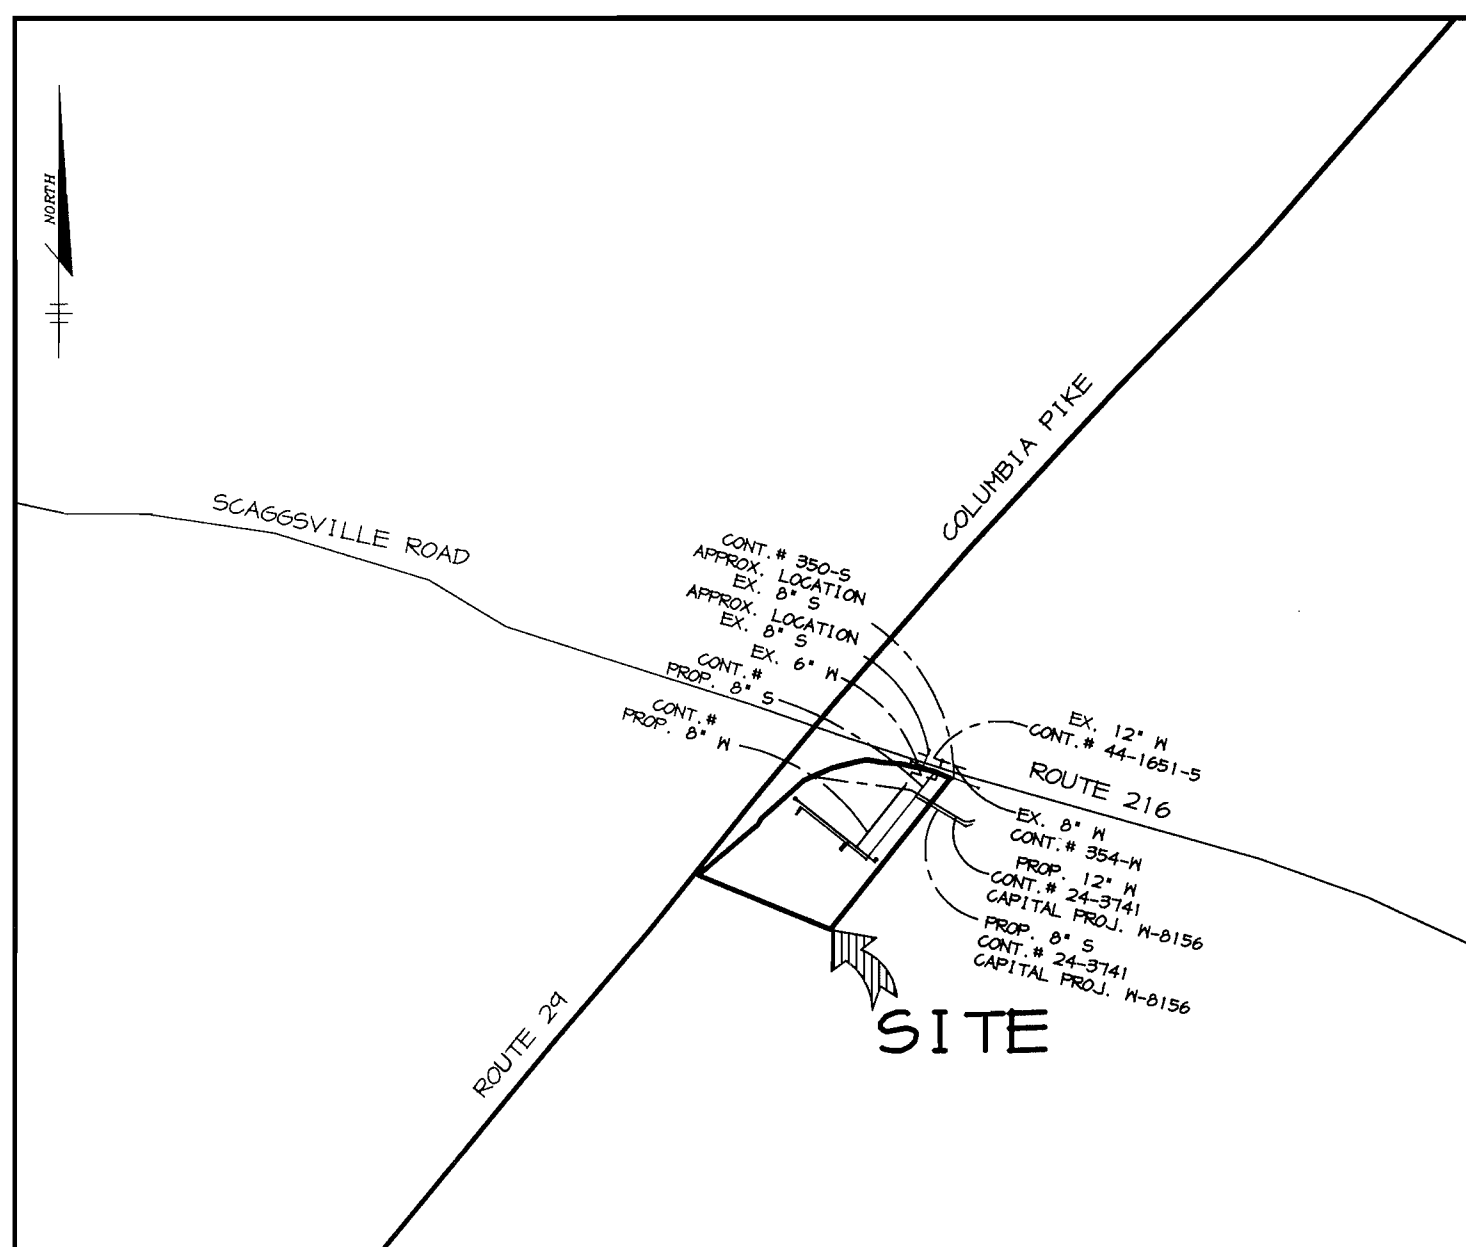 NORTH
COLUMBIA PIKE
SCAGGSVILLE ROAD
CONT.# 350-S
APPROX. LOCATION
EX. 8" S
APPROX. LOCATION
EX. 8" S
EX. 6" W
CONT.#
PROP. 8" S
CONT.#
PROP. 8" W
EX. 12" W
CONT.# 44-1651-5
ROUTE 216
EX. 8" W
CONT.# 354-W
PROP. 12" W
CONT.# 24-3741
CAPITAL PROJ. W-8156
PROP. 8" S
CONT.# 24-3741
CAPITAL PROJ. W-8156
SITE
ROUTE 29